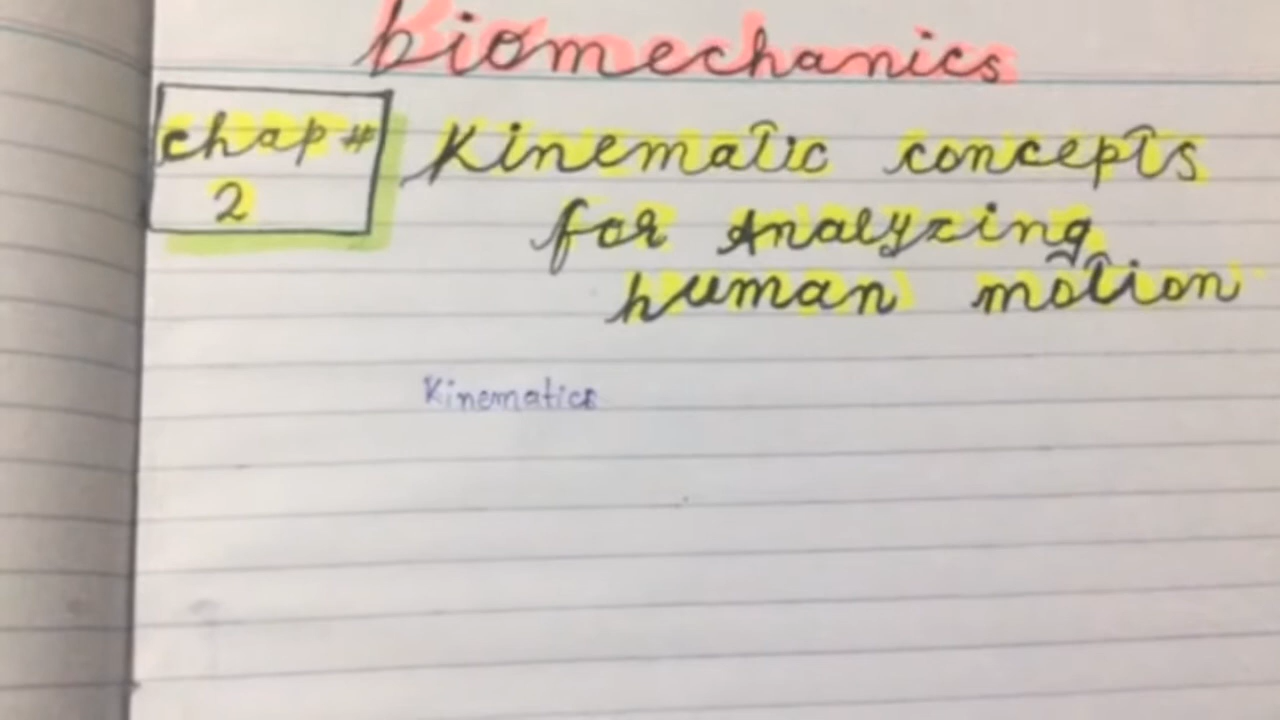 Biomechanics
chap #
2
Kinematic concepts
for Analyzing
human motion
Kinematics